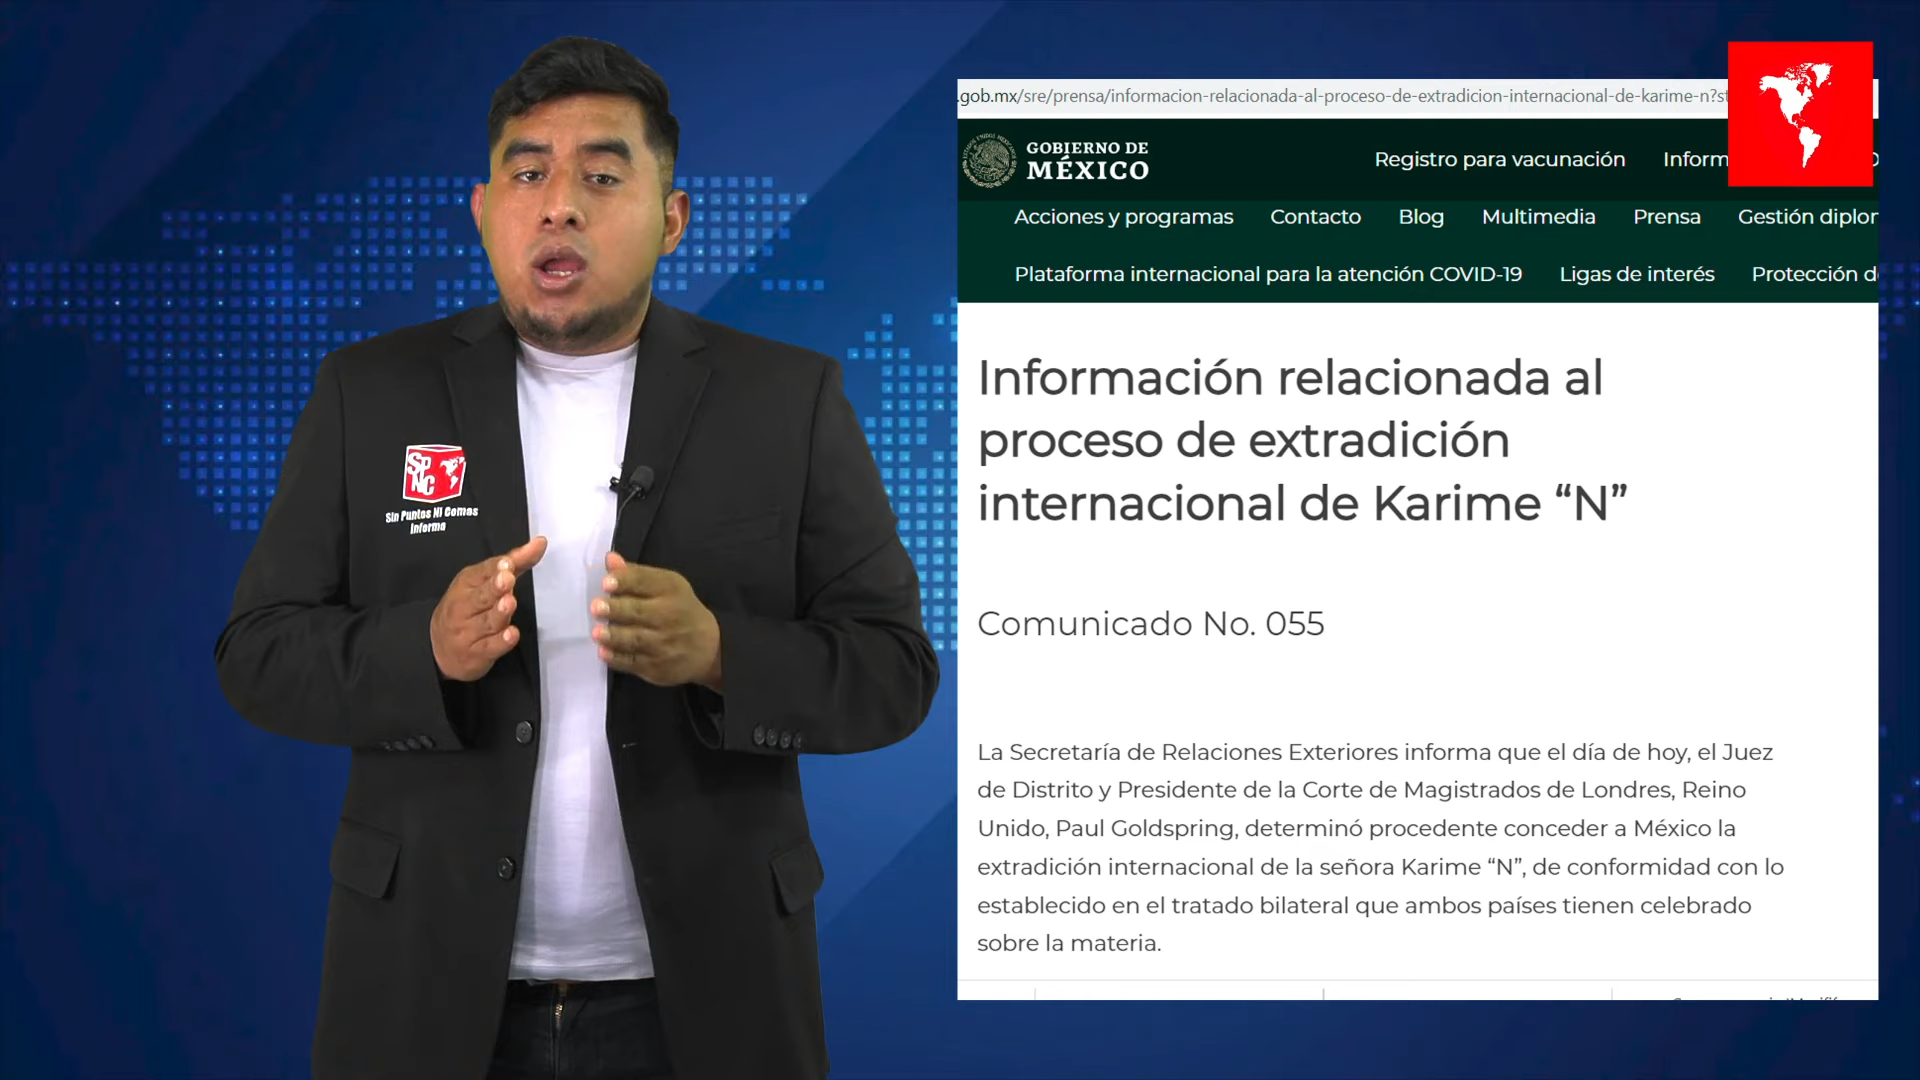 SP
NC
Sin Puntos Ni Comas
Informa
.gob.mx/sre/prensa/informacion-relacionada-al-proceso-de-extradicion-internacional-de-karime-n?st
GOBIERNO DE
MÉXICO
Registro para vacunación Inform
Acciones y programas Contacto Blog Multimedia Prensa Gestión diplor
Plataforma internacional para la atención COVID-19 Ligas de interés Protección d
Información relacionada al
proceso de extradición
internacional de Karime “N”
Comunicado No. 055
La Secretaría de Relaciones Exteriores informa que el día de hoy, el Juez
de Distrito y Presidente de la Corte de Magistrados de Londres, Reino
Unido, Paul Goldspring, determinó procedente conceder a México la
extradición internacional de la señora Karime “N”, de conformidad con lo
establecido en el tratado bilateral que ambos países tienen celebrado
sobre la materia.